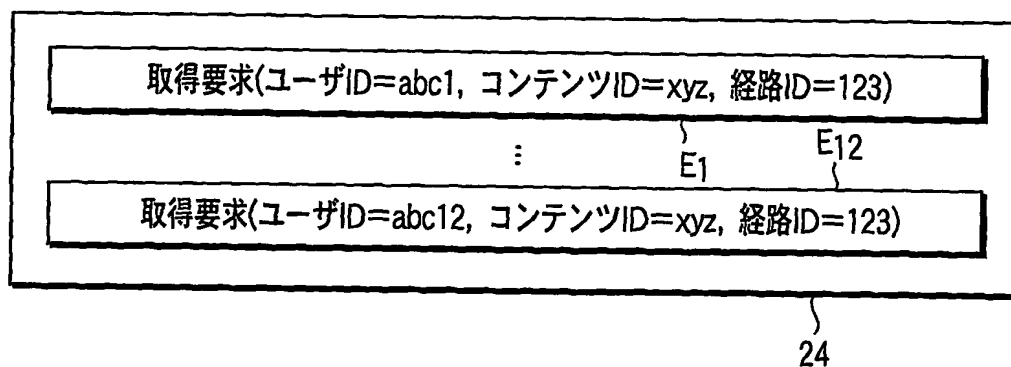 取得要求(ユーザID=abc1, コンテンツID=xyz, 経路ID=123)
E1
⋮
E12
取得要求(ユーザID=abc12, コンテンツID=xyz, 経路ID=123)
24